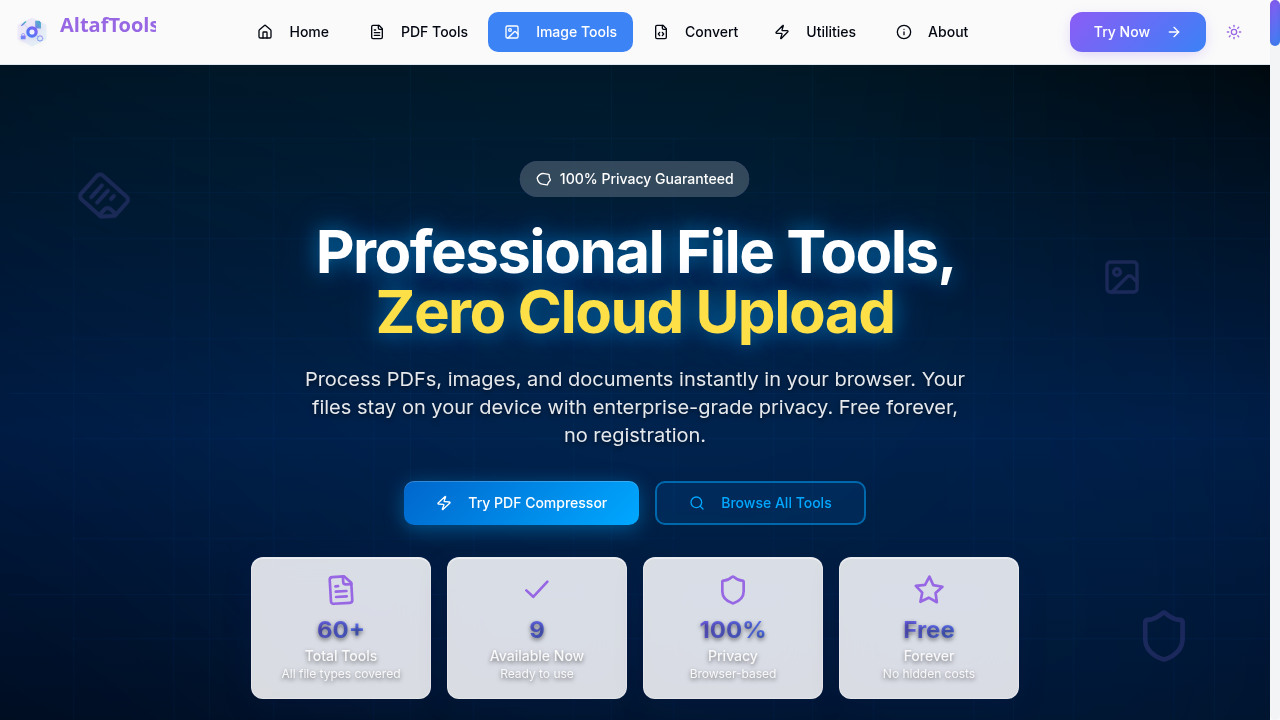 AltafTools
Home
PDF Tools
Image Tools
Convert
Utilities
About
Try Now
100% Privacy Guaranteed
Professional File Tools,
Zero Cloud Upload
Process PDFs, images, and documents instantly in your browser. Your
files stay on your device with enterprise-grade privacy. Free forever,
no registration.
Try PDF Compressor
Browse All Tools
60+
Total Tools
All file types covered
9
Available Now
Ready to use
100%
Privacy
Browser-based
Free
Forever
No hidden costs